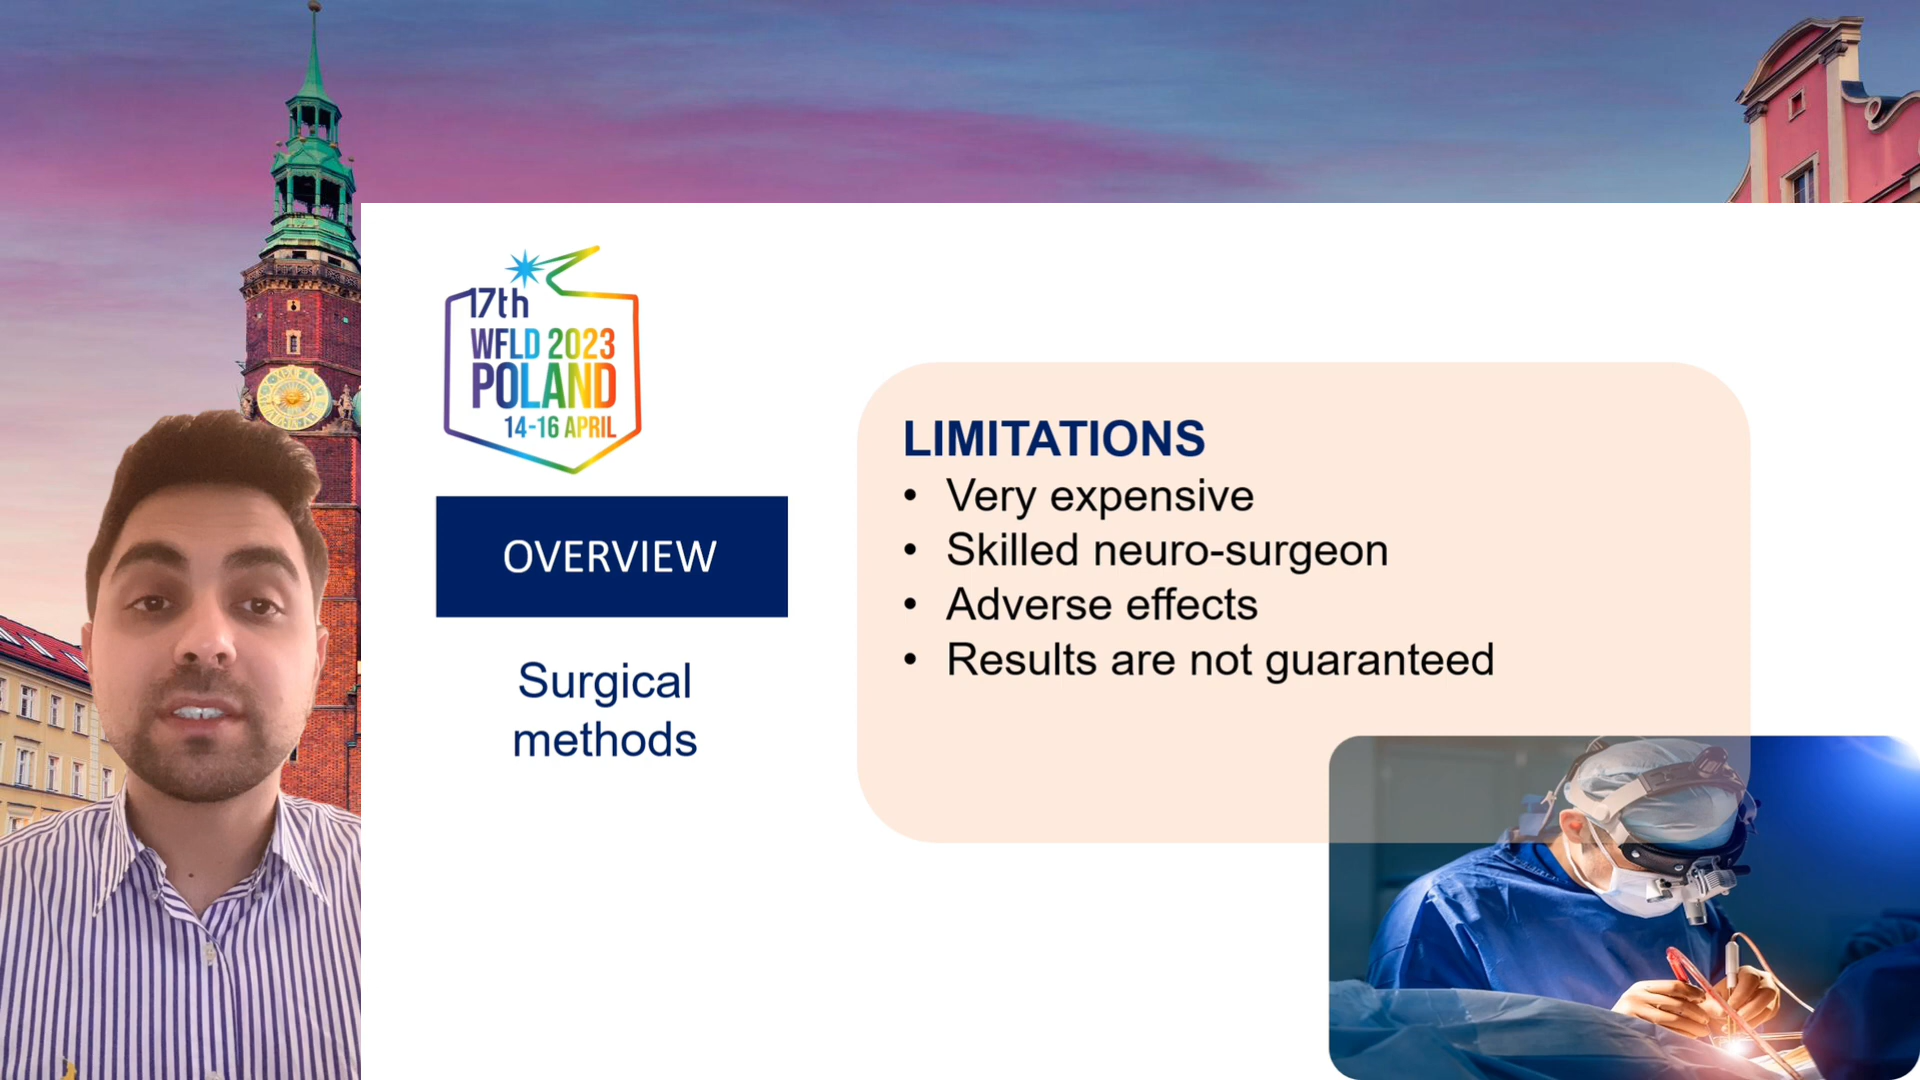 17th
WFLD 2023
POLAND
14-16 APRIL
OVERVIEW
Surgical
methods
LIMITATIONS
• Very expensive
• Skilled neuro-surgeon
• Adverse effects
• Results are not guaranteed